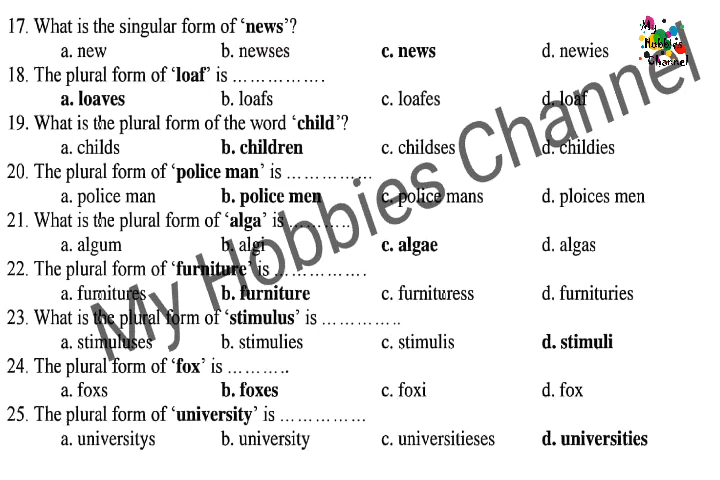 17. What is the singular form of ‘news’?
a. new b. newses c. news d. newies
18. The plural form of ‘loaf’ is …………….
a. loaves b. loafs c. loafes d. loaf
19. What is the plural form of the word ‘child’?
a. childs b. children c. childses d. childies
20. The plural form of ‘police man’ is ……………
a. police man b. police men c. police mans d. ploices men
21. What is the plural form of ‘alga’ is ………..
a. algum b. algi c. algae d. algas
22. The plural form of ‘furniture’ is …………….
a. furnitures b. furniture c. furnituress d. furnituries
23. What is the plural form of ‘stimulus’ is …………..
a. stimuluses b. stimulies c. stimulis d. stimuli
24. The plural form of ‘fox’ is ………..
a. foxs b. foxes c. foxi d. fox
25. The plural form of ‘university’ is ……………
a. universitys b. university c. universitieses d. universities
My Hobbies Channel
My
Hobbies
Channel